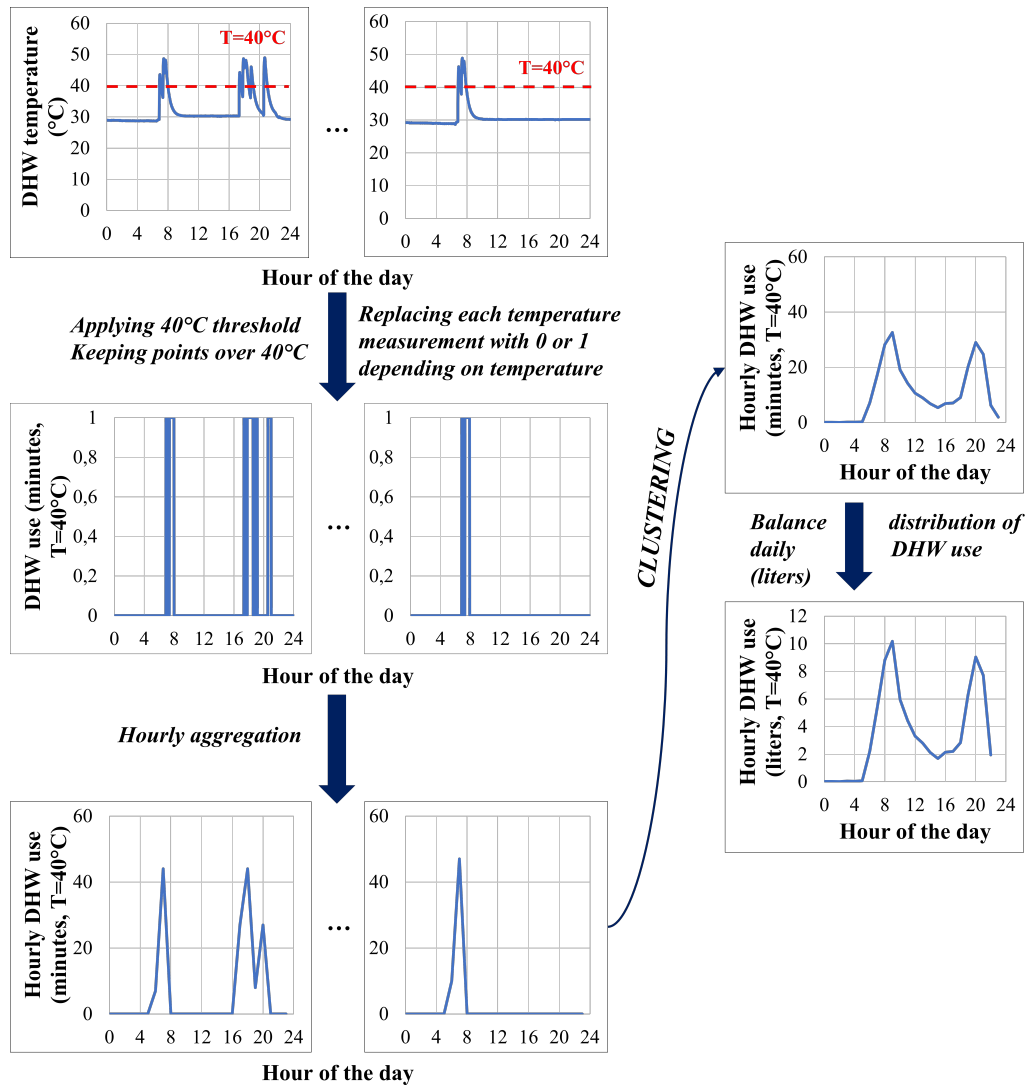 DHW temperature
(°C)
60
50
40
30
20
10
0
T=40°C
0 4 8 12 16 20 24
...
60
50
40
30
20
10
0
T=40°C
0 4 8 12 16 20 24
Hour of the day
Applying 40°C threshold
Keeping points over 40°C
Replacing each temperature
measurement with 0 or 1
depending on temperature
DHW use (minutes,
T=40°C)
1
0,8
0,6
0,4
0,2
0
0 4 8 12 16 20 24
...
1
0,8
0,6
0,4
0,2
0
0 4 8 12 16 20 24
Hour of the day
Hourly aggregation
Hourly DHW use
(minutes, T=40°C)
60
40
20
0
0 4 8 12 16 20 24
...
60
40
20
0
0 4 8 12 16 20 24
Hour of the day
CLUSTERING
Hourly DHW use
(minutes, T=40°C)
60
40
20
0
0 4 8 12 16 20 24
Hour of the day
Balance distribution of
daily DHW use
(liters)
Hourly DHW use
(liters, T=40°C)
12
10
8
6
4
2
0
0 4 8 12 16 20 24
Hour of the day